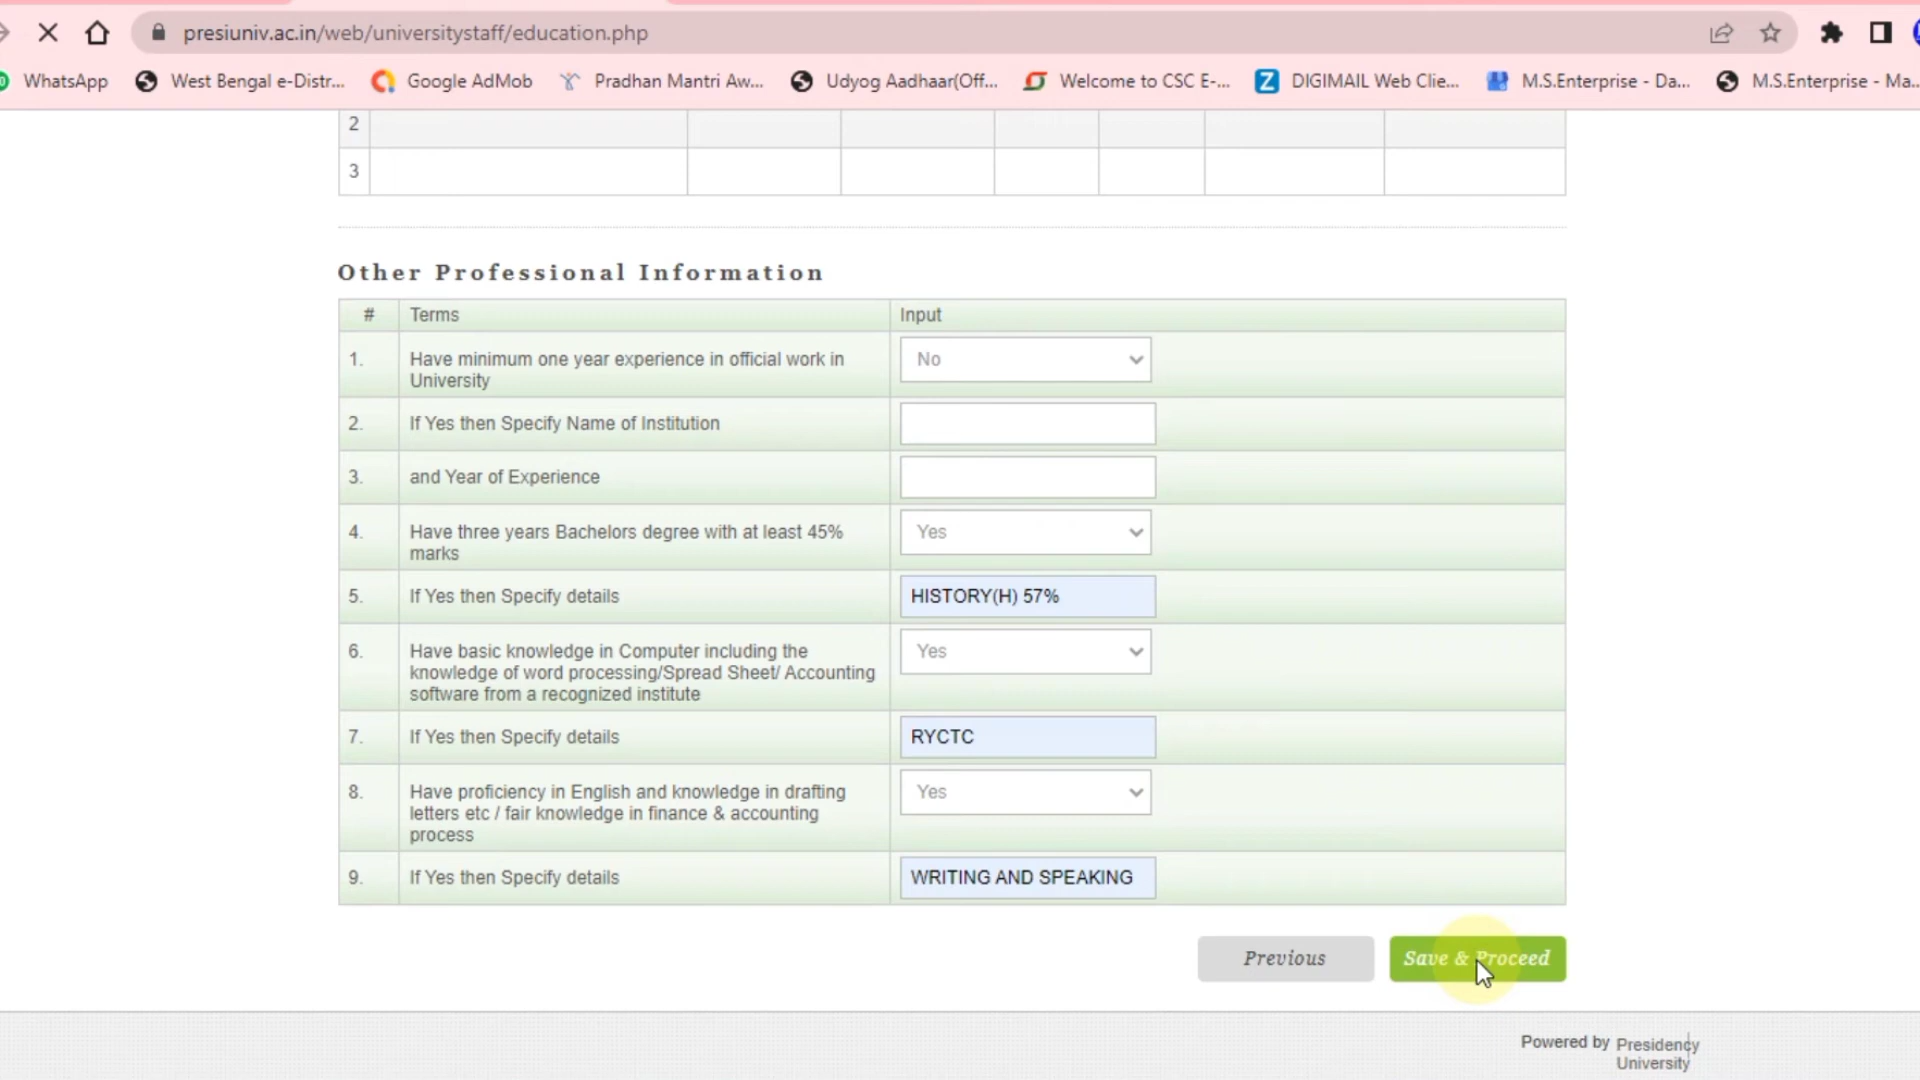 presiuniv.ac.in/web/universitystaff/education.php
WhatsApp West Bengal e-Distr... Google AdMob Pradhan Mantri Aw... Udyog Aadhaar(Off... Welcome to CSC E-... Z DIGIMAIL Web Clie... M.S.Enterprise - Da... M.S.Enterprise - Ma...
2
3
Other Professional Information
# Terms Input
1. Have minimum one year experience in official work in No
University
2. If Yes then Specify Name of Institution
3. and Year of Experience
4. Have three years Bachelors degree with at least 45% Yes
marks
5. If Yes then Specify details HISTORY(H) 57%
6. Have basic knowledge in Computer including the Yes
knowledge of word processing/Spread Sheet/ Accounting
software from a recognized institute
7. If Yes then Specify details RYCTC
8. Have proficiency in English and knowledge in drafting Yes
letters etc / fair knowledge in finance & accounting
process
9. If Yes then Specify details WRITING AND SPEAKING
Previous Save & Proceed
Powered by Presidency
University